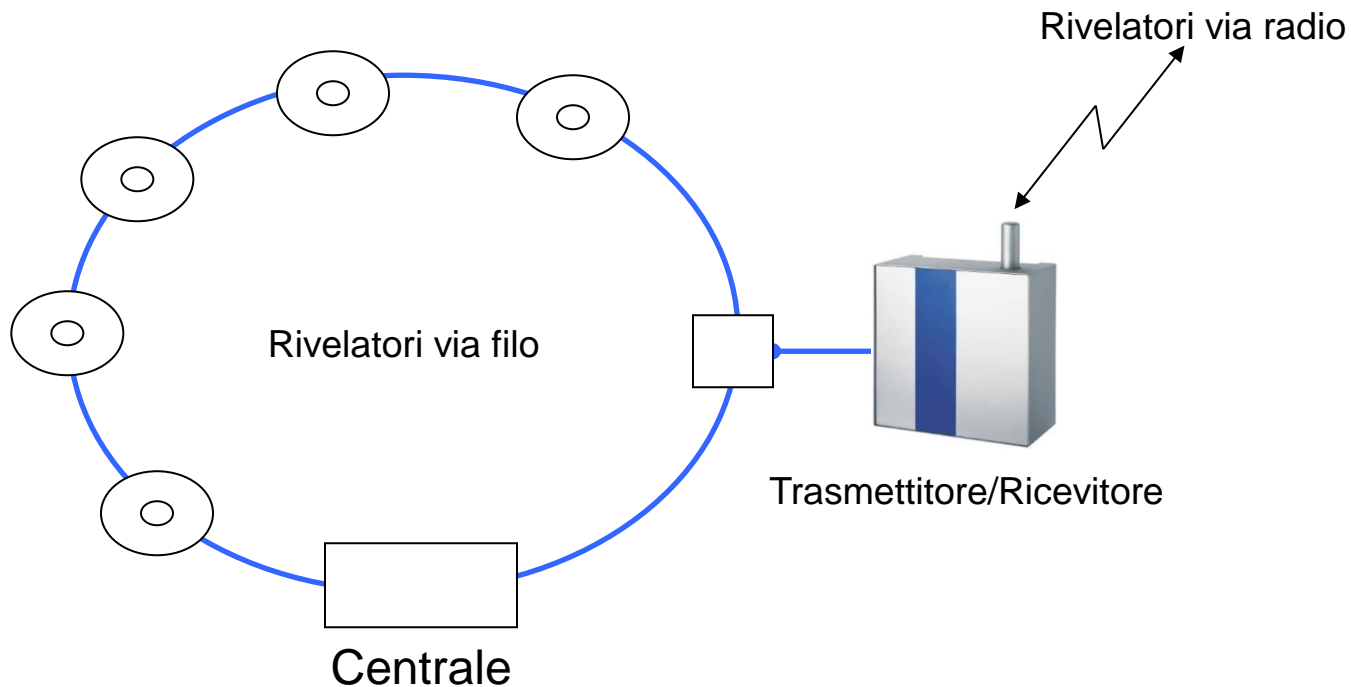 Rivelatori via radio
Rivelatori via filo
Trasmettitore/Ricevitore
Centrale